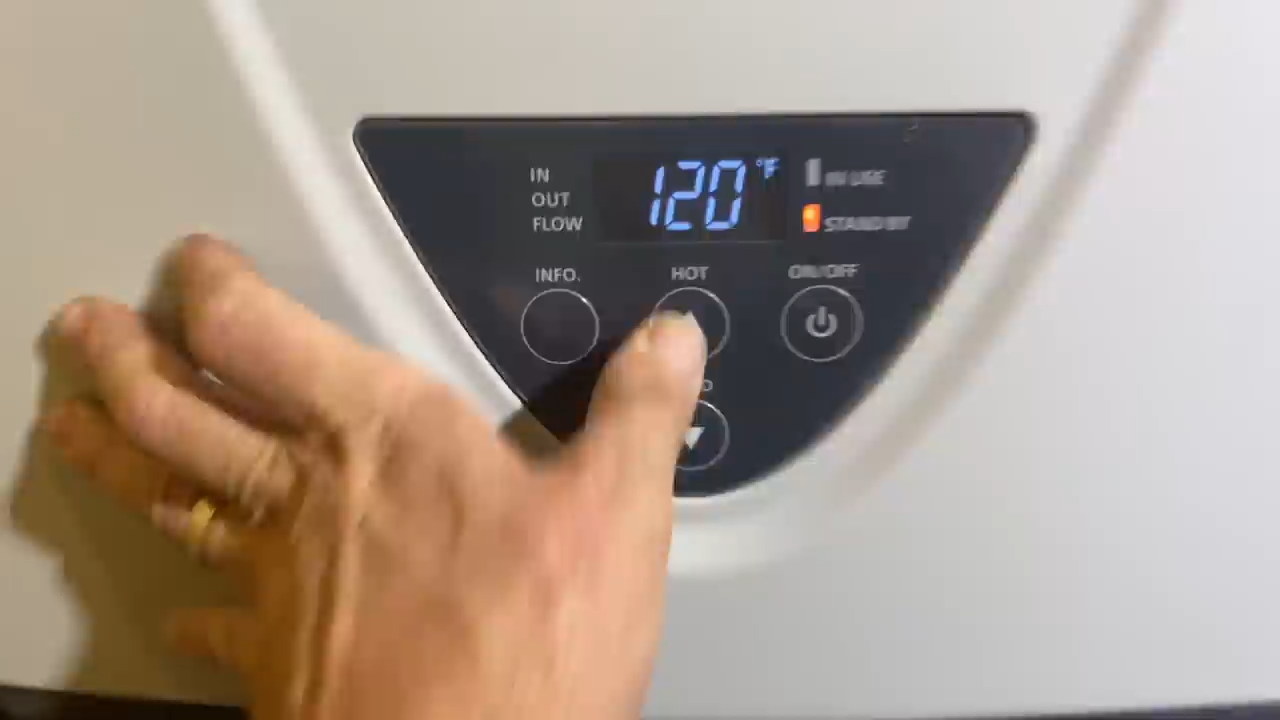 IN
OUT
FLOW
120 °F
IN USE
STAND BY
INFO.
HOT
ON/OFF